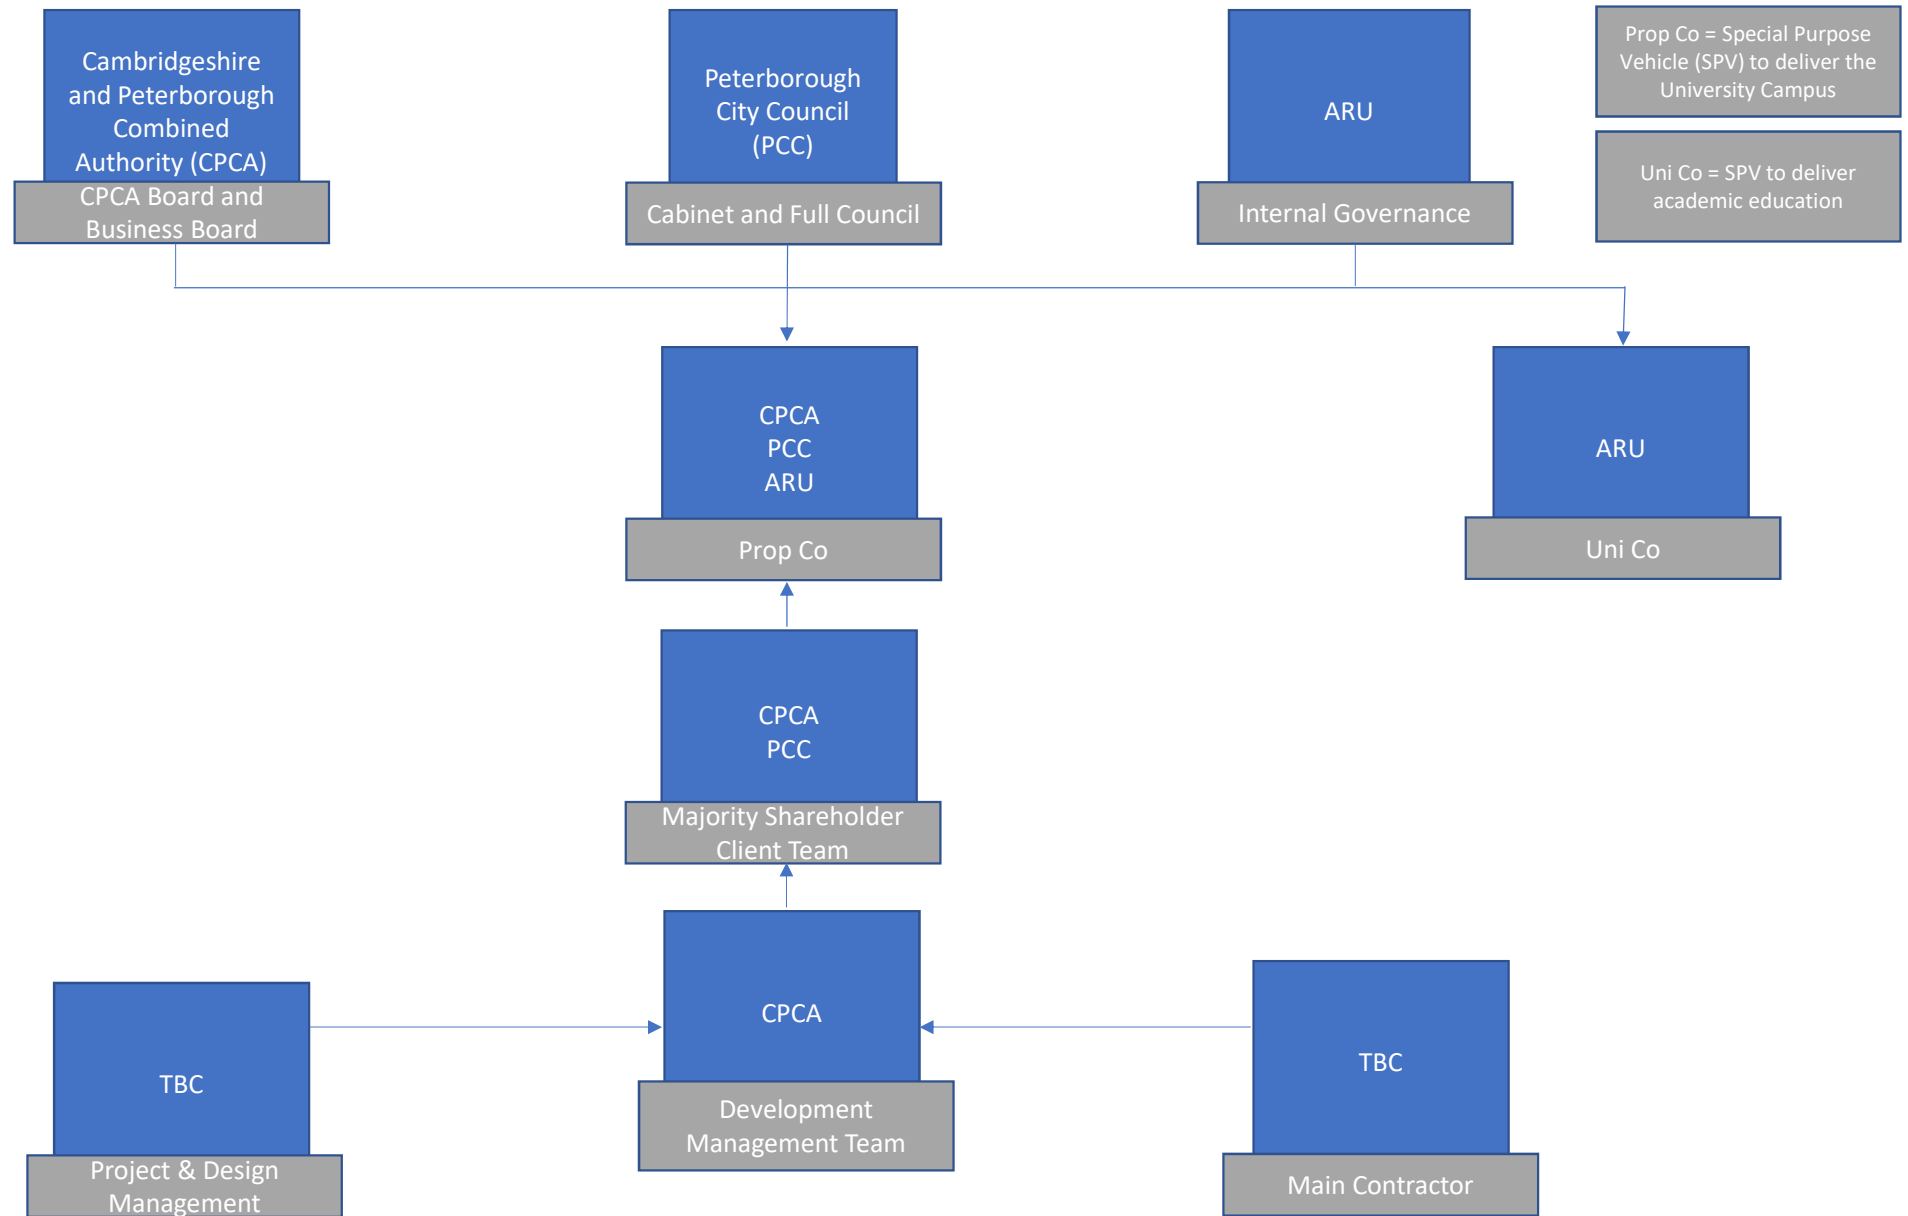 Cambridgeshire
and Peterborough
Combined
Authority (CPCA)
CPCA Board and
Business Board
Peterborough
City Council
(PCC)
Cabinet and Full Council
ARU
Internal Governance
Prop Co = Special Purpose
Vehicle (SPV) to deliver the
University Campus
Uni Co = SPV to deliver
academic education
CPCA
PCC
ARU
Prop Co
ARU
Uni Co
CPCA
PCC
Majority Shareholder
Client Team
CPCA
Development
Management Team
TBC
Project & Design
Management
TBC
Main Contractor